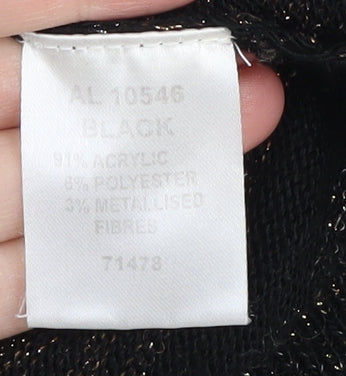 AL 10546
BLACK
91% ACRYLIC
6% POLYESTER
3% METALLISED
FIBRES
71478